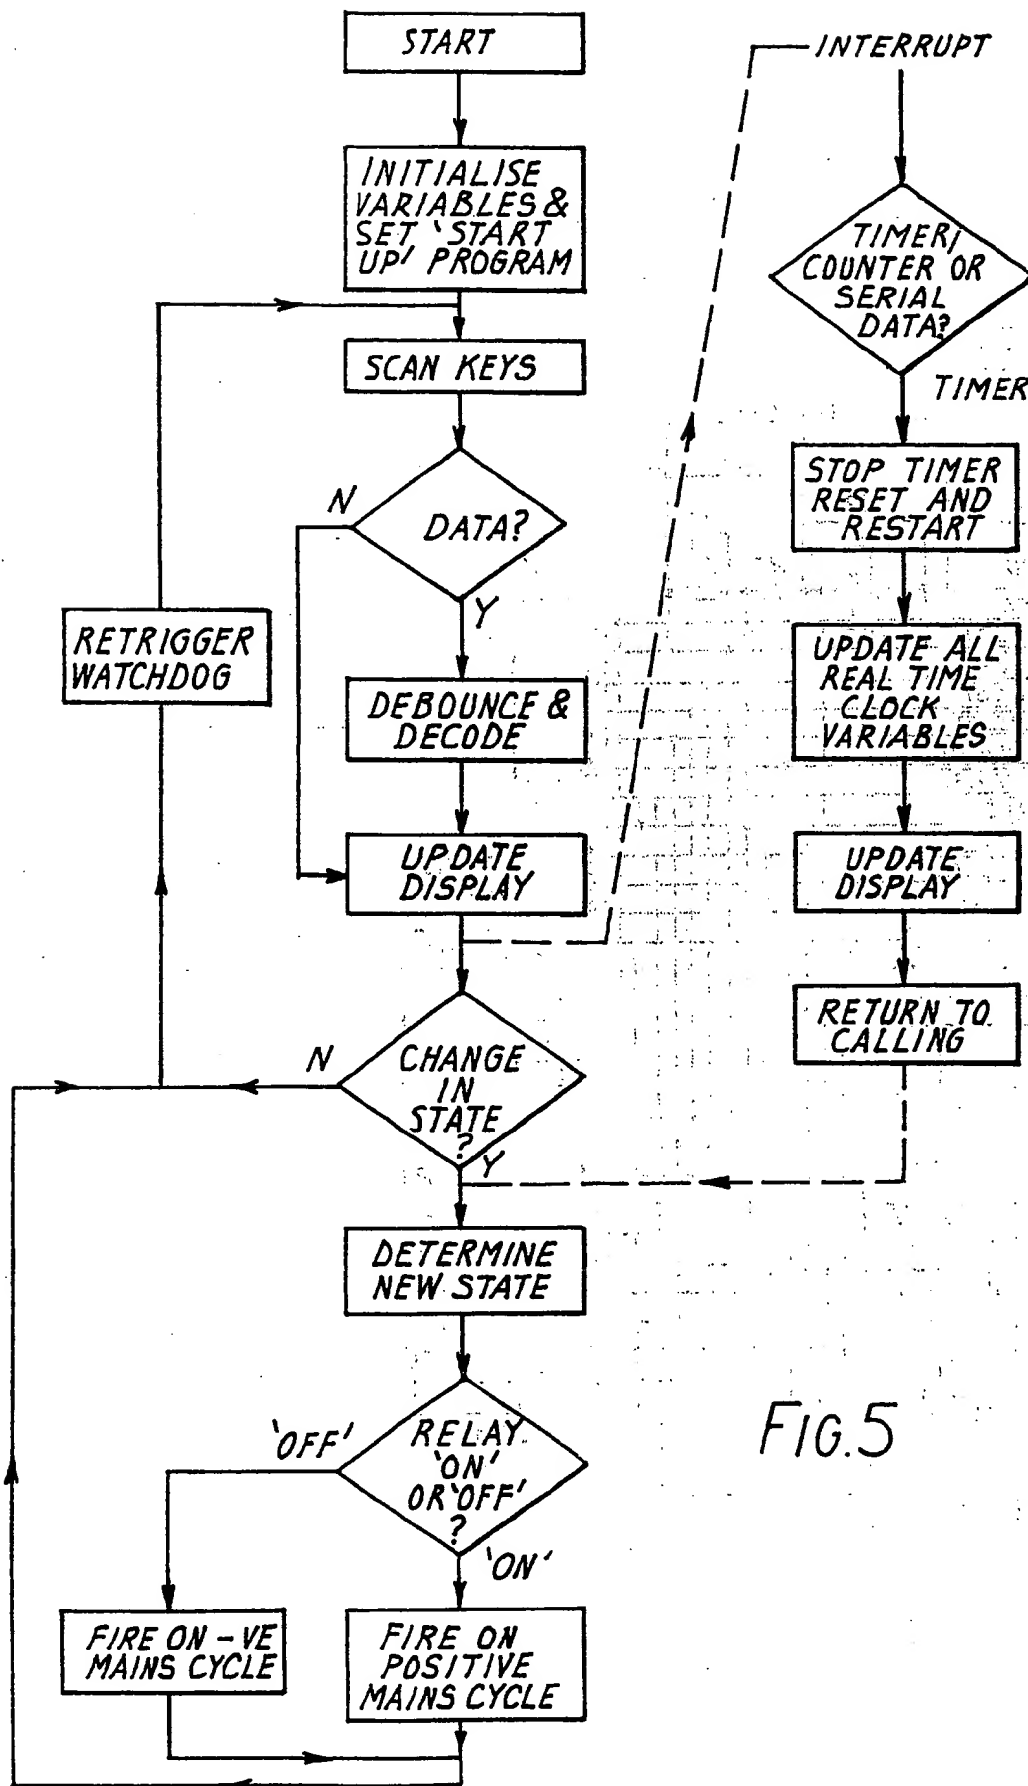 START
INITIALISE
VARIABLES &
SET 'START
UP' PROGRAM
SCAN KEYS
DATA?
N
Y
DEBOUNCE &
DECODE
UPDATE
DISPLAY
RETRIGGER
WATCHDOG
CHANGE
IN
STATE
?
N
Y
DETERMINE
NEW STATE
RELAY
'ON'
OR 'OFF'
?
'OFF'
'ON'
FIRE ON -VE
MAINS CYCLE
FIRE ON
POSITIVE
MAINS CYCLE
INTERRUPT
TIMER/
COUNTER OR
SERIAL
DATA?
TIMER
STOP TIMER
RESET AND
RESTART
UPDATE ALL
REAL TIME
CLOCK
VARIABLES
UPDATE
DISPLAY
RETURN TO
CALLING
FIG.5